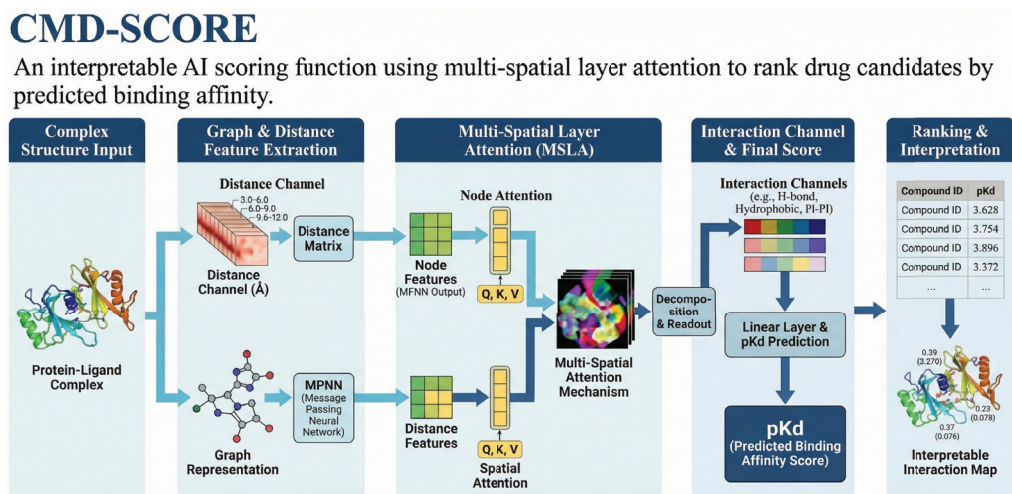 CMD-SCORE
An interpretable AI scoring function using multi-spatial layer attention to rank drug candidates by
predicted binding affinity.
Complex
Structure Input
Protein-Ligand
Complex
Graph & Distance
Feature Extraction
Distance Channel
3.0-6.0
6.0-9.0
9.6-12.0
Distance
Channel (Å)
Distance
Matrix
Graph
Representation
MPNN
(Message
Passing
Neural
Network)
Multi-Spatial Layer
Attention (MSLA)
Node Attention
Node
Features
(MFNN Output)
Q, K, V
Distance
Features
Q, K, V
Spatial
Attention
Multi-Spatial
Attention
Mechanism
Decompo-
sition
& Readout
Interaction Channel
& Final Score
Interaction Channels
(e.g., H-bond,
Hydrophobic, PI-PI)
Linear Layer &
pKd Prediction
pKd
(Predicted Binding
Affinity Score)
Ranking &
Interpretation
Compound ID pKd
Compound ID 3.628
Compound ID 3.754
Compound ID 3.896
Compound ID 3.372
... ...
0.39
(3.270)
0.23
(0.078)
0.37
(0.076)
Interpretable
Interaction Map